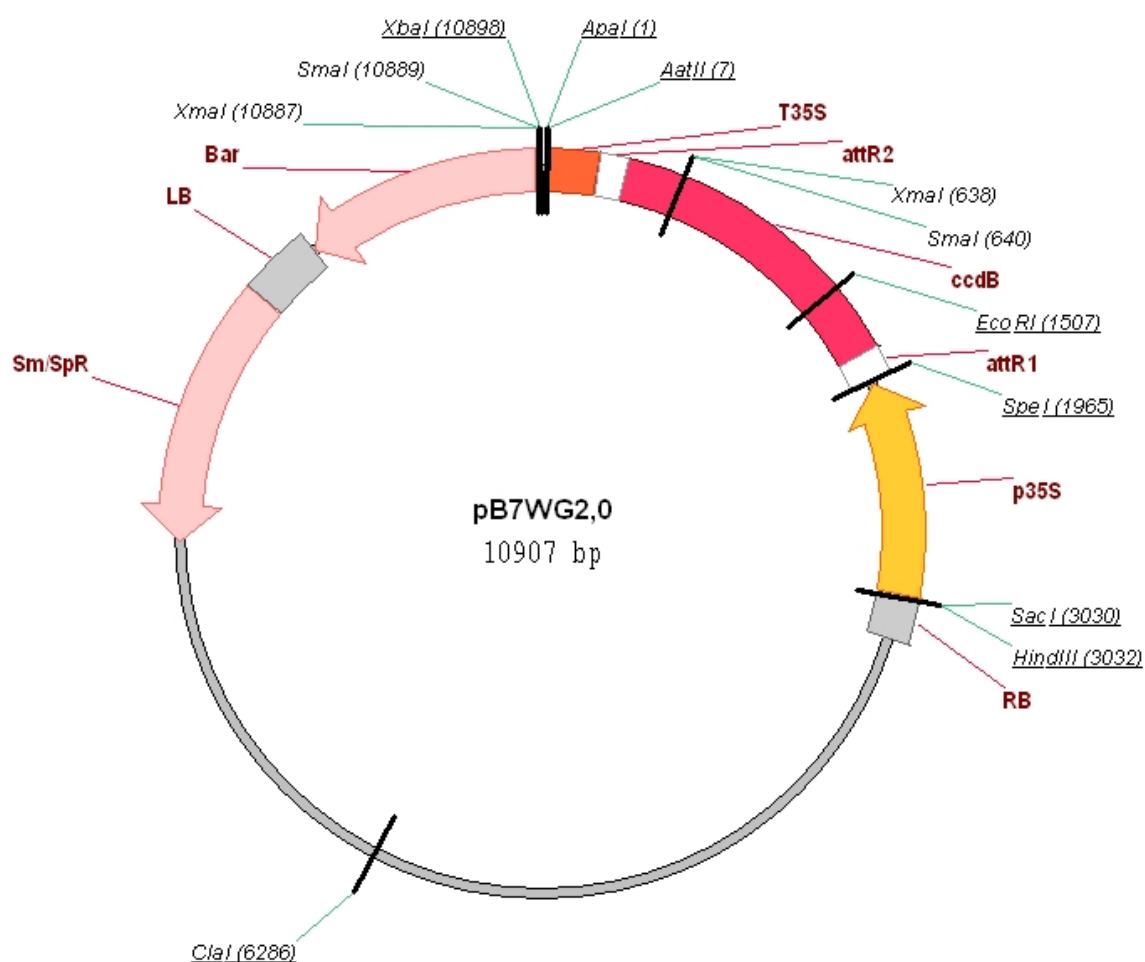 XbaI (10898)
ApaI (1)
SmaI (10889)
AatII (7)
XmaI (10887)
T35S
Bar
attR2
LB
XmaI (638)
SmaI (640)
ccdB
EcoRI (1507)
Sm/SpR
attR1
SpeI (1965)
p35S
pB7WG2,0
10907 bp
SacI (3030)
HindIII (3032)
RB
ClaI (6286)